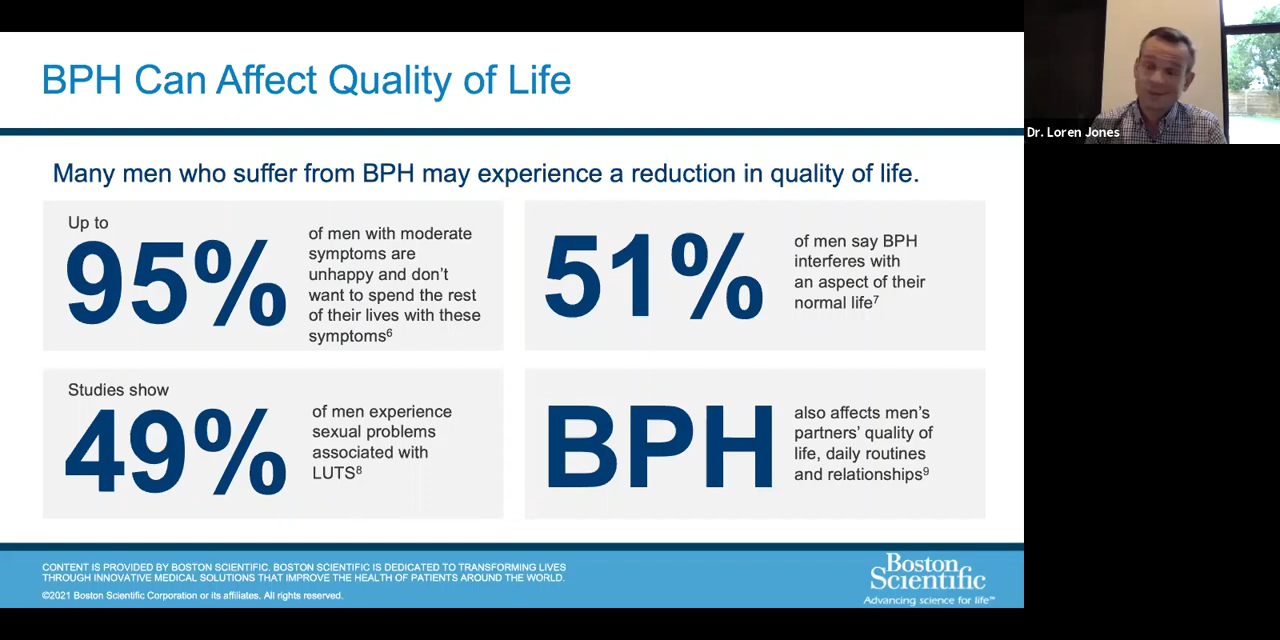 BPH Can Affect Quality of Life
Dr. Loren Jones
Many men who suffer from BPH may experience a reduction in quality of life.
Up to
95%
of men with moderate
symptoms are
unhappy and don't
want to spend the rest
of their lives with these
symptoms⁶
51%
of men say BPH
interferes with
an aspect of their
normal life⁷
Studies show
49%
of men experience
sexual problems
associated with
LUTS⁸
BPH
also affects men's
partners' quality of
life, daily routines
and relationships⁹
CONTENT IS PROVIDED BY BOSTON SCIENTIFIC. BOSTON SCIENTIFIC IS DEDICATED TO TRANSFORMING LIVES
THROUGH INNOVATIVE MEDICAL SOLUTIONS THAT IMPROVE THE HEALTH OF PATIENTS AROUND THE WORLD.
©2021 Boston Scientific Corporation or its affiliates. All rights reserved.
Boston
Scientific
Advancing science for life™